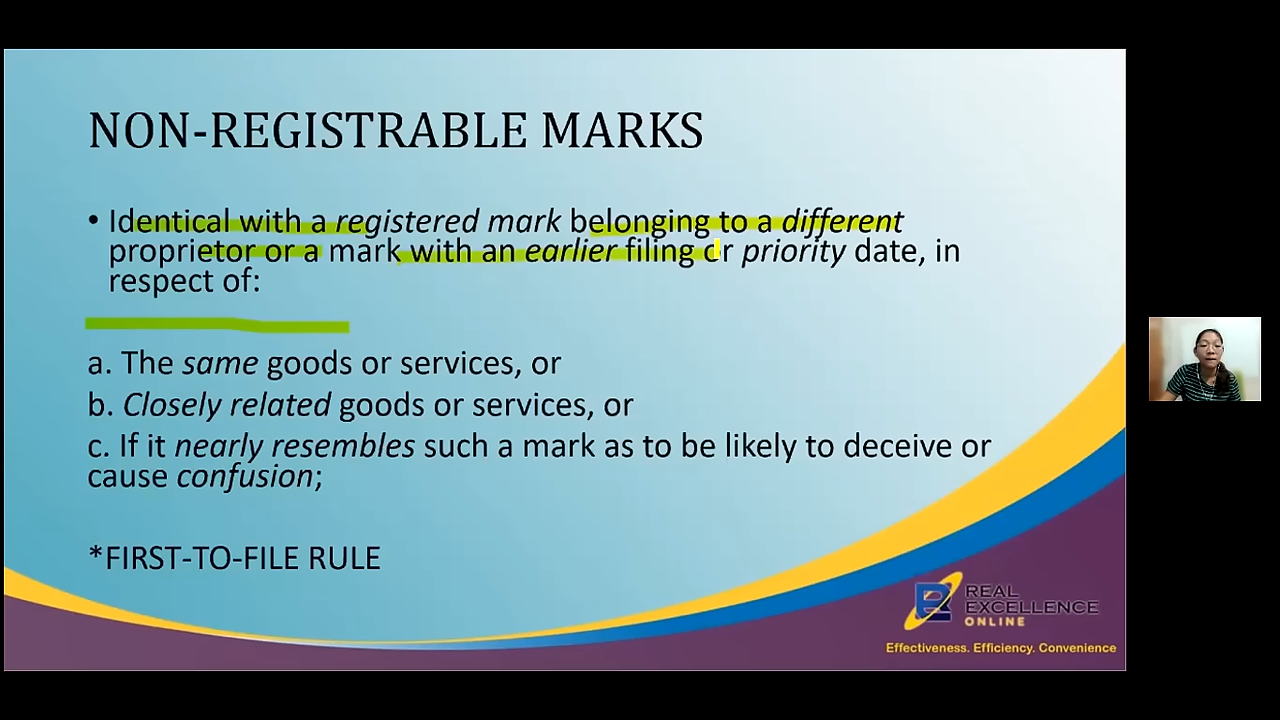 NON-REGISTRABLE MARKS
• Identical with a registered mark belonging to a different
proprietor or a mark with an earlier filing or priority date, in
respect of:
a. The same goods or services, or
b. Closely related goods or services, or
c. If it nearly resembles such a mark as to be likely to deceive or
cause confusion;
*FIRST-TO-FILE RULE
REAL
EXCELLENCE
ONLINE
Effectiveness. Efficiency. Convenience